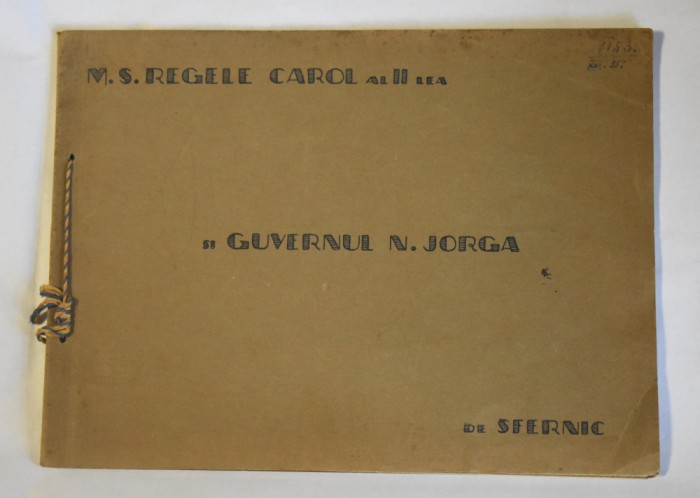 M. S. REGELE CAROL AL II LEA
SI GUVERNUL N. JORGA
DE SFERNIC